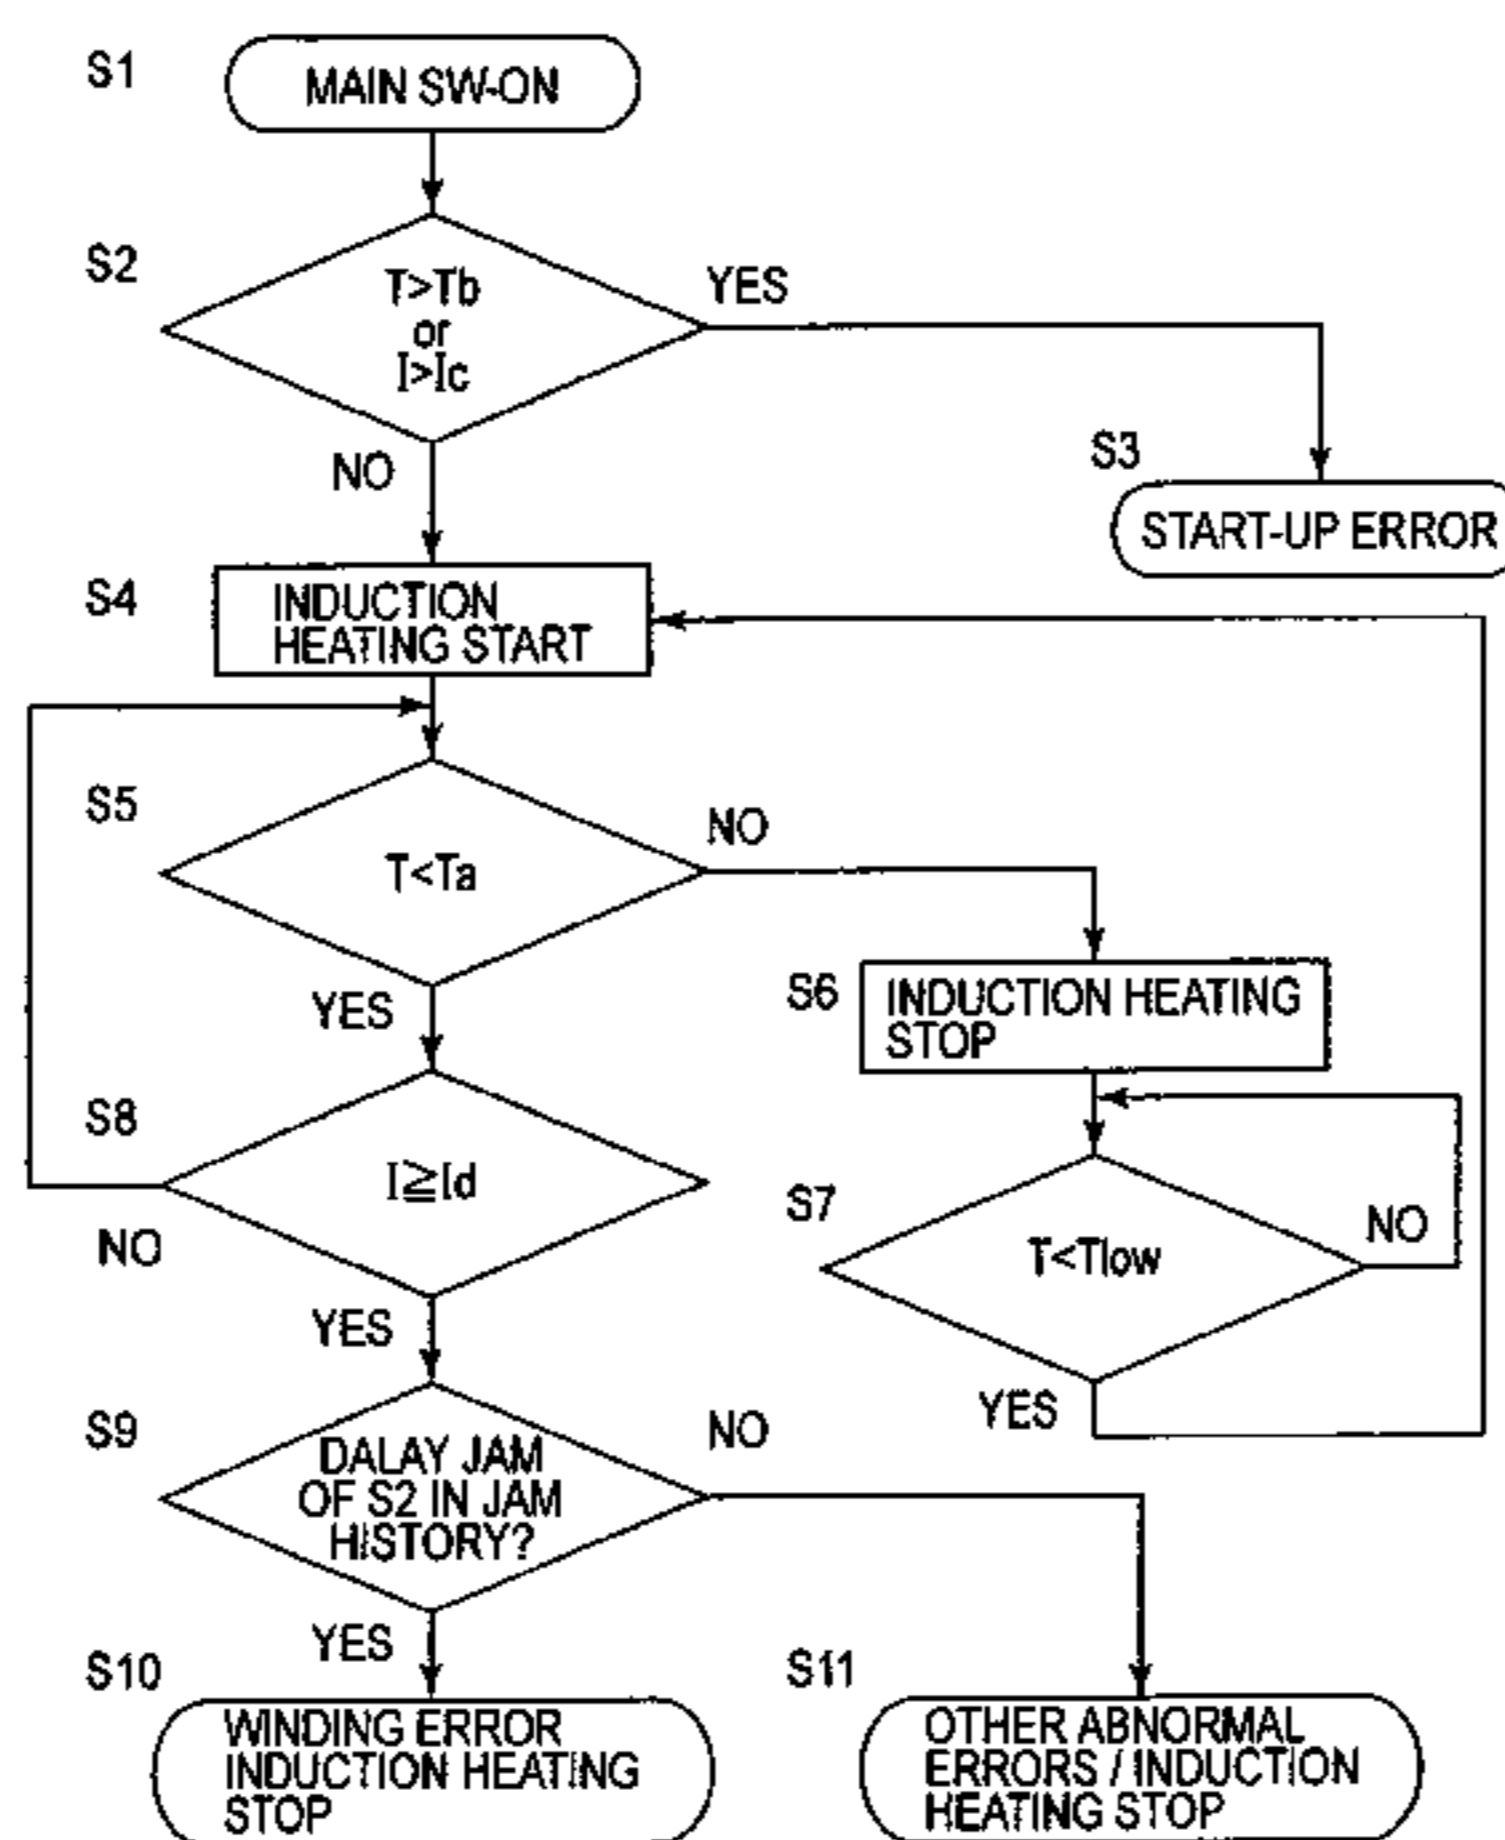 S1
MAIN SW-ON
S2
T>Tb
or
I>Ic
YES
NO
S3
START-UP ERROR
S4
INDUCTION
HEATING START
S5
T<Ta
NO
YES
S6
INDUCTION HEATING
STOP
S7
T<Tlow
NO
YES
S8
I≧Id
NO
YES
S9
DALAY JAM
OF S2 IN JAM
HISTORY?
NO
YES
S10
WINDING ERROR
INDUCTION HEATING
STOP
S11
OTHER ABNORMAL
ERRORS / INDUCTION
HEATING STOP